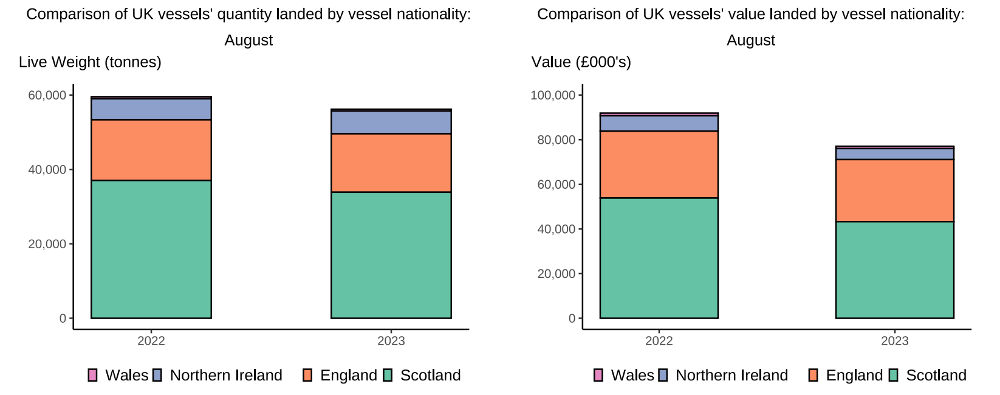 Comparison of UK vessels' quantity landed by vessel nationality:
August
Live Weight (tonnes)
60,000
40,000
20,000
0
2022 2023
Wales Northern Ireland England Scotland
Comparison of UK vessels' value landed by vessel nationality:
August
Value (£000's)
100,000
80,000
60,000
40,000
20,000
0
2022 2023
Wales Northern Ireland England Scotland